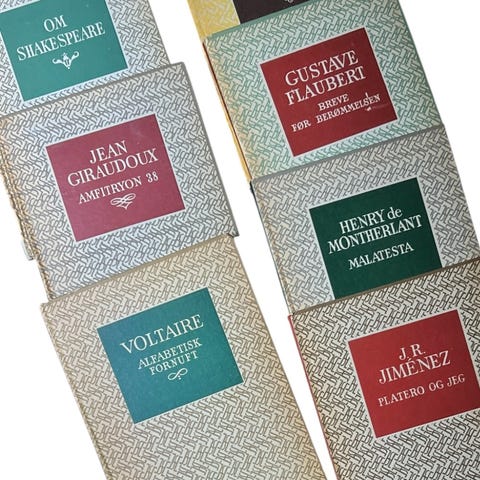 OM
SHAKESPEARE
JEAN
GIRAUDOUX
AMFITRYON 38
VOLTAIRE
ALFABETISK
FORNUFT
GUSTAVE
FLAUBERT
BREVE
FØR BERØMMELSEN
HENRY de
MONTHERLANT
MALATESTA
J. R.
JIMÉNEZ
PLATERO OG JEG